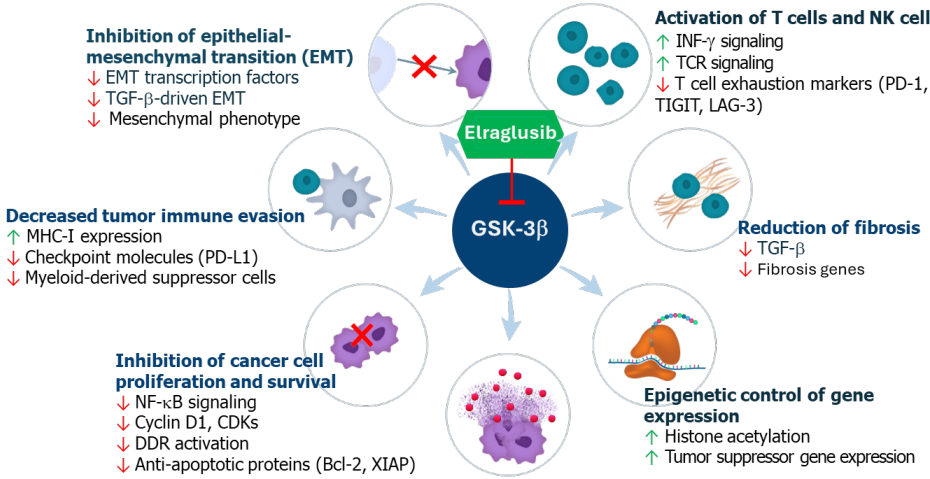 Inhibition of epithelial-
mesenchymal transition (EMT)
↓ EMT transcription factors
↓ TGF-β-driven EMT
↓ Mesenchymal phenotype
Activation of T cells and NK cell
↑ INF-γ signaling
↑ TCR signaling
↓ T cell exhaustion markers (PD-1,
TIGIT, LAG-3)
Elraglusib
GSK-3β
Decreased tumor immune evasion
↑ MHC-I expression
↓ Checkpoint molecules (PD-L1)
↓ Myeloid-derived suppressor cells
Reduction of fibrosis
↓ TGF-β
↓ Fibrosis genes
Inhibition of cancer cell
proliferation and survival
↓ NF-κB signaling
↓ Cyclin D1, CDKs
↓ DDR activation
↓ Anti-apoptotic proteins (Bcl-2, XIAP)
Epigenetic control of gene
expression
↑ Histone acetylation
↑ Tumor suppressor gene expression